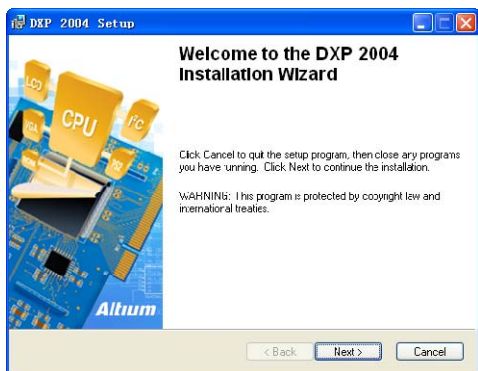 DXP 2004 Setup
Welcome to the DXP 2004
Installation Wizard
LCD
CPU
I²C
VGA
PS2
Click Cancel to quit the setup program, then close any programs
you have running. Click Next to continue the installation.
WARNING: This program is protected by copyright law and
international treaties.
Altium
< Back
Next >
Cancel